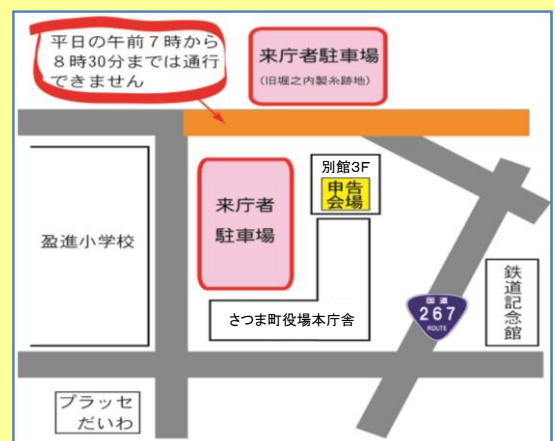 平日の午前7時から
8時30分までは通行
できません
来庁者駐車場
(旧堀之内製糸跡地)
別館3F
申告
会場
来庁者
駐車場
盈進小学校
さつま町役場本庁舎
国道
267
ROUTE
鉄道記念館
プラッセ
だいわ